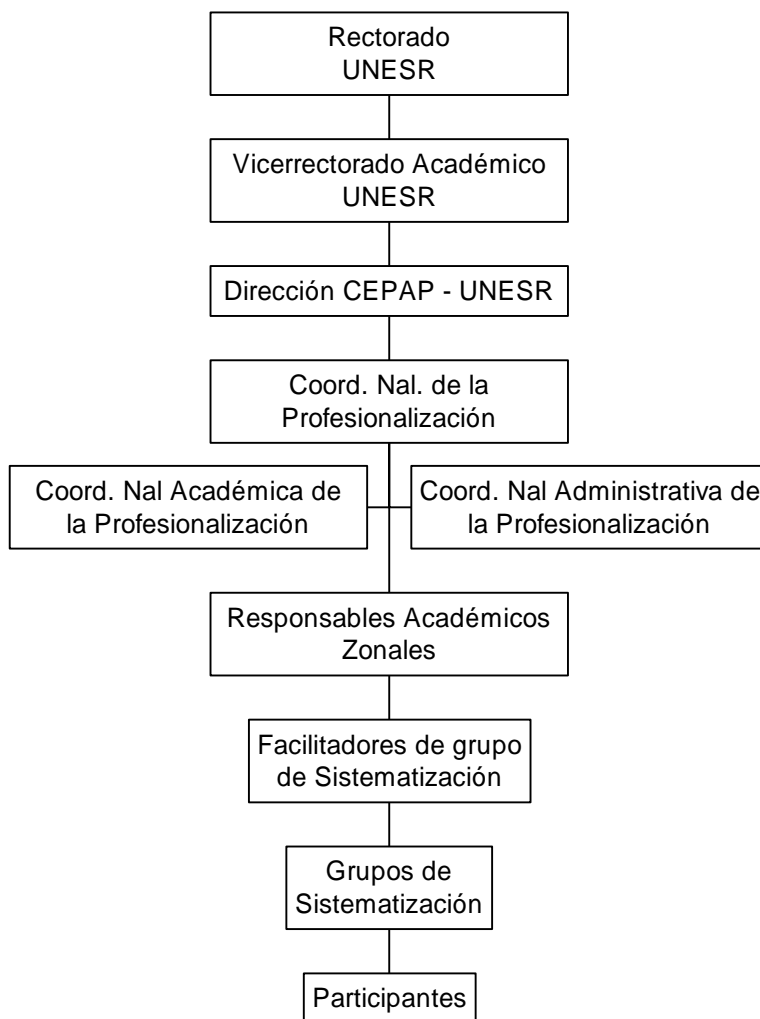 Rectorado
UNESR
Vicerrectorado Académico
UNESR
Dirección CEPAP - UNESR
Coord. Nal. de la
Profesionalización
Coord. Nal Académica de
la Profesionalización
Coord. Nal Administrativa de
la Profesionalización
Responsables Académicos
Zonales
Facilitadores de grupo
de Sistematización
Grupos de
Sistematización
Participantes